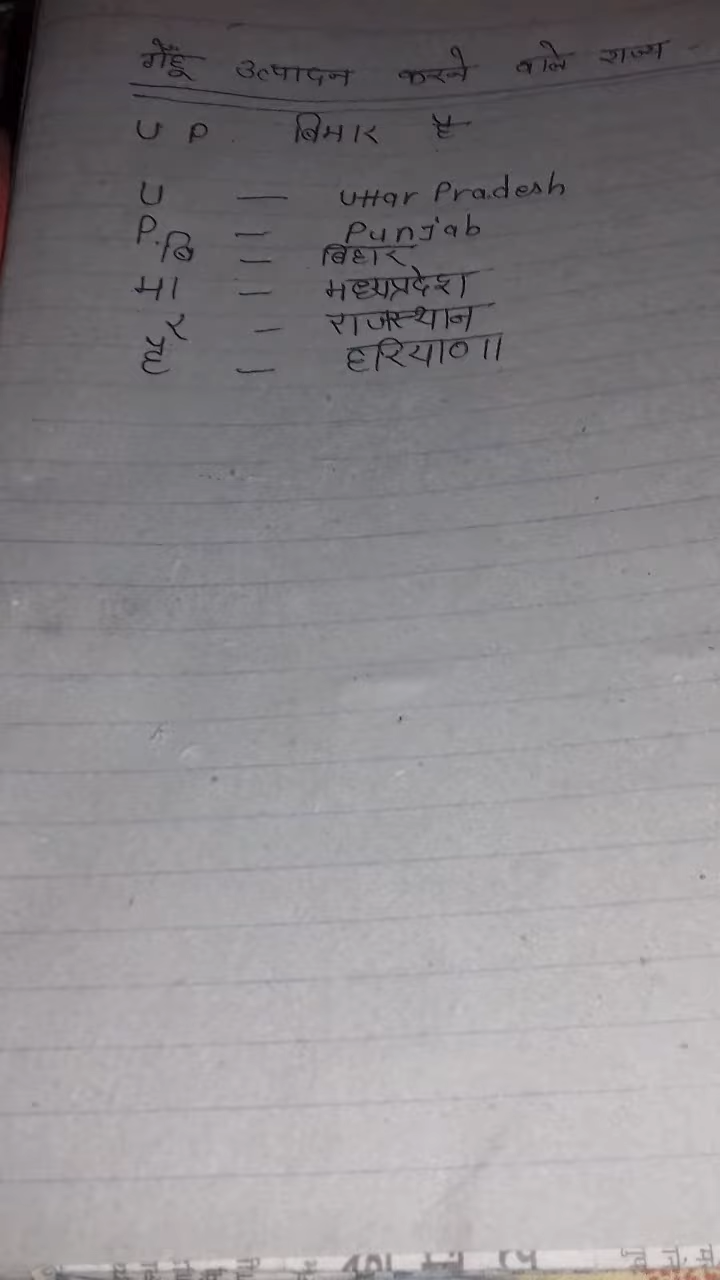 गेहूँ उत्पादन करने वाले राज्य -
U P. बिमार है
U — Uttar Pradesh
P. — Punjab
बि — बिहार
मा — मध्यप्रदेश
र — राजस्थान
है — हरियाणा